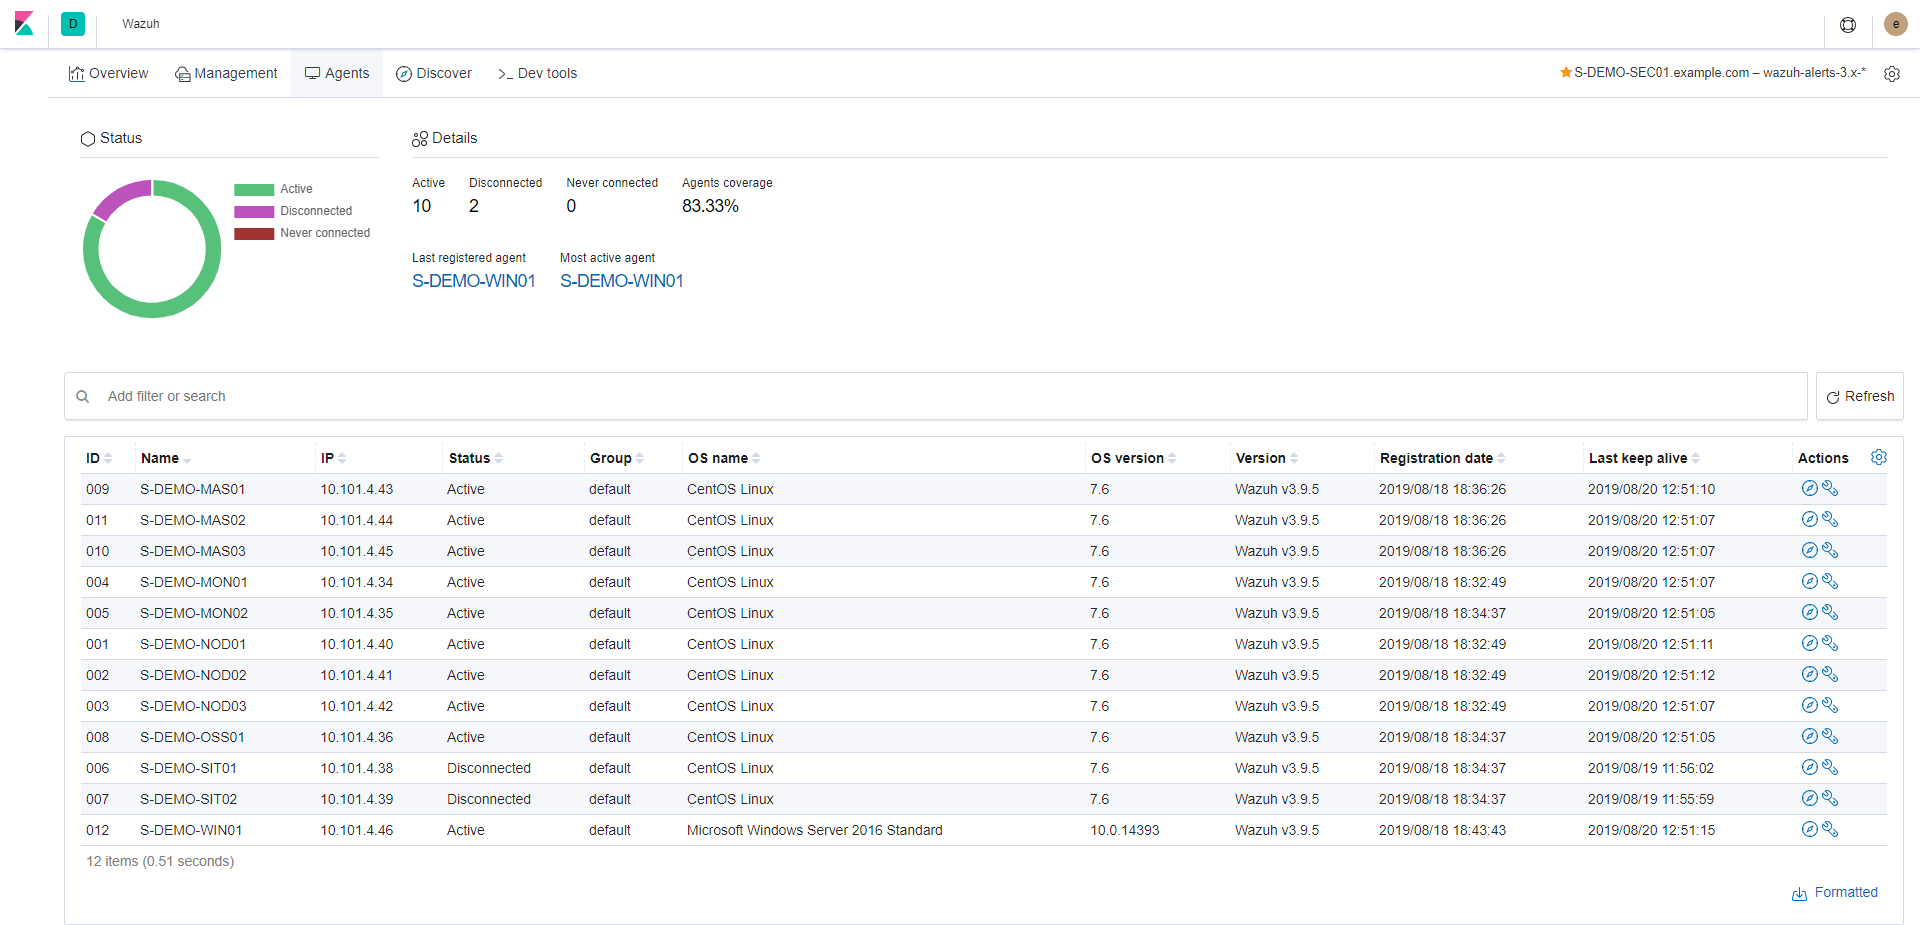 D Wazuh e
Overview Management Agents Discover >_ Dev tools S-DEMO-SEC01.example.com – wazuh-alerts-3.x-*
Status
Active
Disconnected
Never connected
Details
Active Disconnected Never connected Agents coverage
10 2 0 83.33%
Last registered agent Most active agent
S-DEMO-WIN01 S-DEMO-WIN01
Add filter or search Refresh
ID Name IP Status Group OS name OS version Version Registration date Last keep alive Actions
009 S-DEMO-MAS01 10.101.4.43 Active default CentOS Linux 7.6 Wazuh v3.9.5 2019/08/18 18:36:26 2019/08/20 12:51:10
011 S-DEMO-MAS02 10.101.4.44 Active default CentOS Linux 7.6 Wazuh v3.9.5 2019/08/18 18:36:26 2019/08/20 12:51:07
010 S-DEMO-MAS03 10.101.4.45 Active default CentOS Linux 7.6 Wazuh v3.9.5 2019/08/18 18:36:26 2019/08/20 12:51:07
004 S-DEMO-MON01 10.101.4.34 Active default CentOS Linux 7.6 Wazuh v3.9.5 2019/08/18 18:32:49 2019/08/20 12:51:07
005 S-DEMO-MON02 10.101.4.35 Active default CentOS Linux 7.6 Wazuh v3.9.5 2019/08/18 18:34:37 2019/08/20 12:51:05
001 S-DEMO-NOD01 10.101.4.40 Active default CentOS Linux 7.6 Wazuh v3.9.5 2019/08/18 18:32:49 2019/08/20 12:51:11
002 S-DEMO-NOD02 10.101.4.41 Active default CentOS Linux 7.6 Wazuh v3.9.5 2019/08/18 18:32:49 2019/08/20 12:51:12
003 S-DEMO-NOD03 10.101.4.42 Active default CentOS Linux 7.6 Wazuh v3.9.5 2019/08/18 18:32:49 2019/08/20 12:51:07
008 S-DEMO-OSS01 10.101.4.36 Active default CentOS Linux 7.6 Wazuh v3.9.5 2019/08/18 18:34:37 2019/08/20 12:51:05
006 S-DEMO-SIT01 10.101.4.38 Disconnected default CentOS Linux 7.6 Wazuh v3.9.5 2019/08/18 18:34:37 2019/08/19 11:56:02
007 S-DEMO-SIT02 10.101.4.39 Disconnected default CentOS Linux 7.6 Wazuh v3.9.5 2019/08/18 18:34:37 2019/08/19 11:55:59
012 S-DEMO-WIN01 10.101.4.46 Active default Microsoft Windows Server 2016 Standard 10.0.14393 Wazuh v3.9.5 2019/08/18 18:43:43 2019/08/20 12:51:15
12 items (0.51 seconds)
Formatted